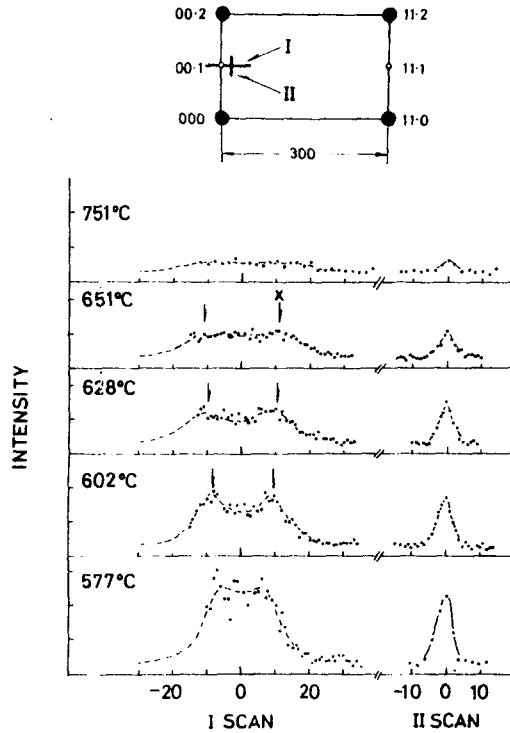 00·2 11·2
I
00·1 11·1
II
000 11·0
300
751°C
651°C x
628°C
602°C
577°C
INTENSITY
-20 0 20 -10 0 10
I SCAN II SCAN